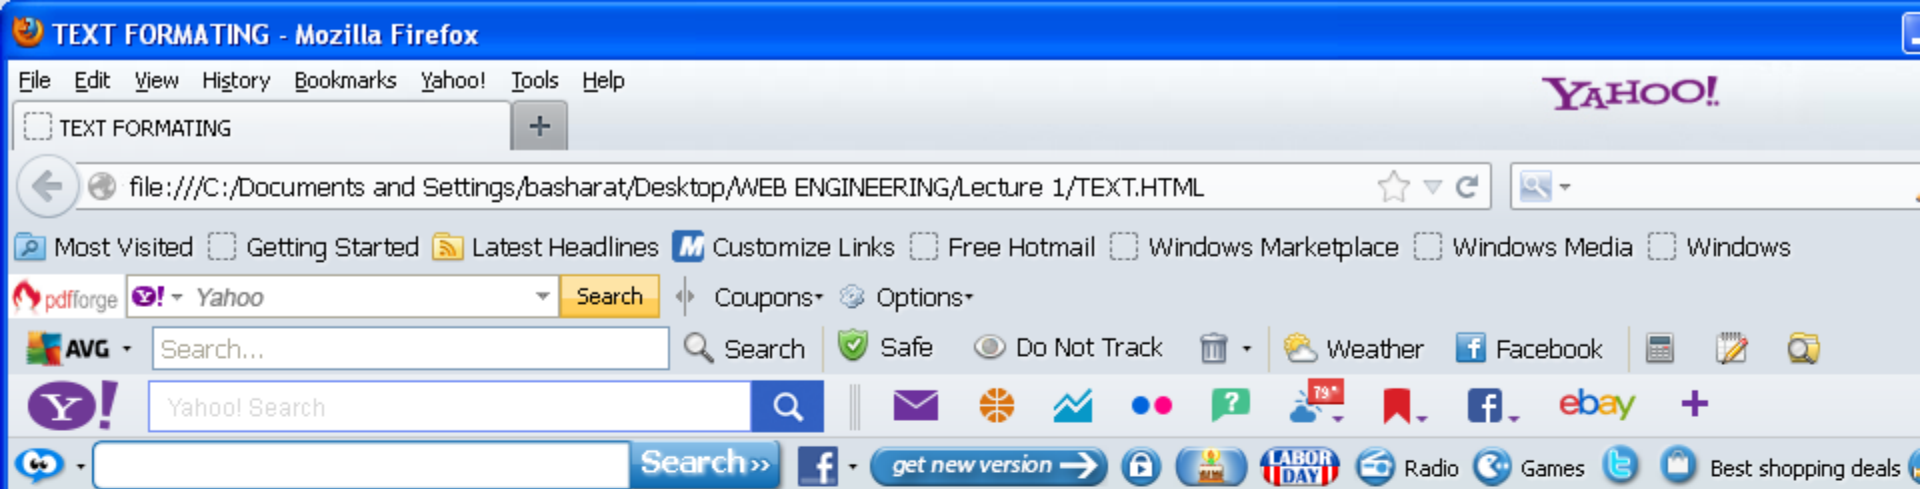 TEXT FORMATING - Mozilla Firefox
File Edit View History Bookmarks Yahoo! Tools Help
YAHOO!
TEXT FORMATING +
file:///C:/Documents and Settings/basharat/Desktop/WEB ENGINEERING/Lecture 1/TEXT.HTML
Most Visited Getting Started Latest Headlines M Customize Links Free Hotmail Windows Marketplace Windows Media Windows
pdfforge Y! Yahoo Search Coupons Options
AVG Search... Search Safe Do Not Track Weather f Facebook
Y! Yahoo! Search ? 79° f ebay +
Search >> f get new version LABOR DAY Radio Games t Best shopping deals